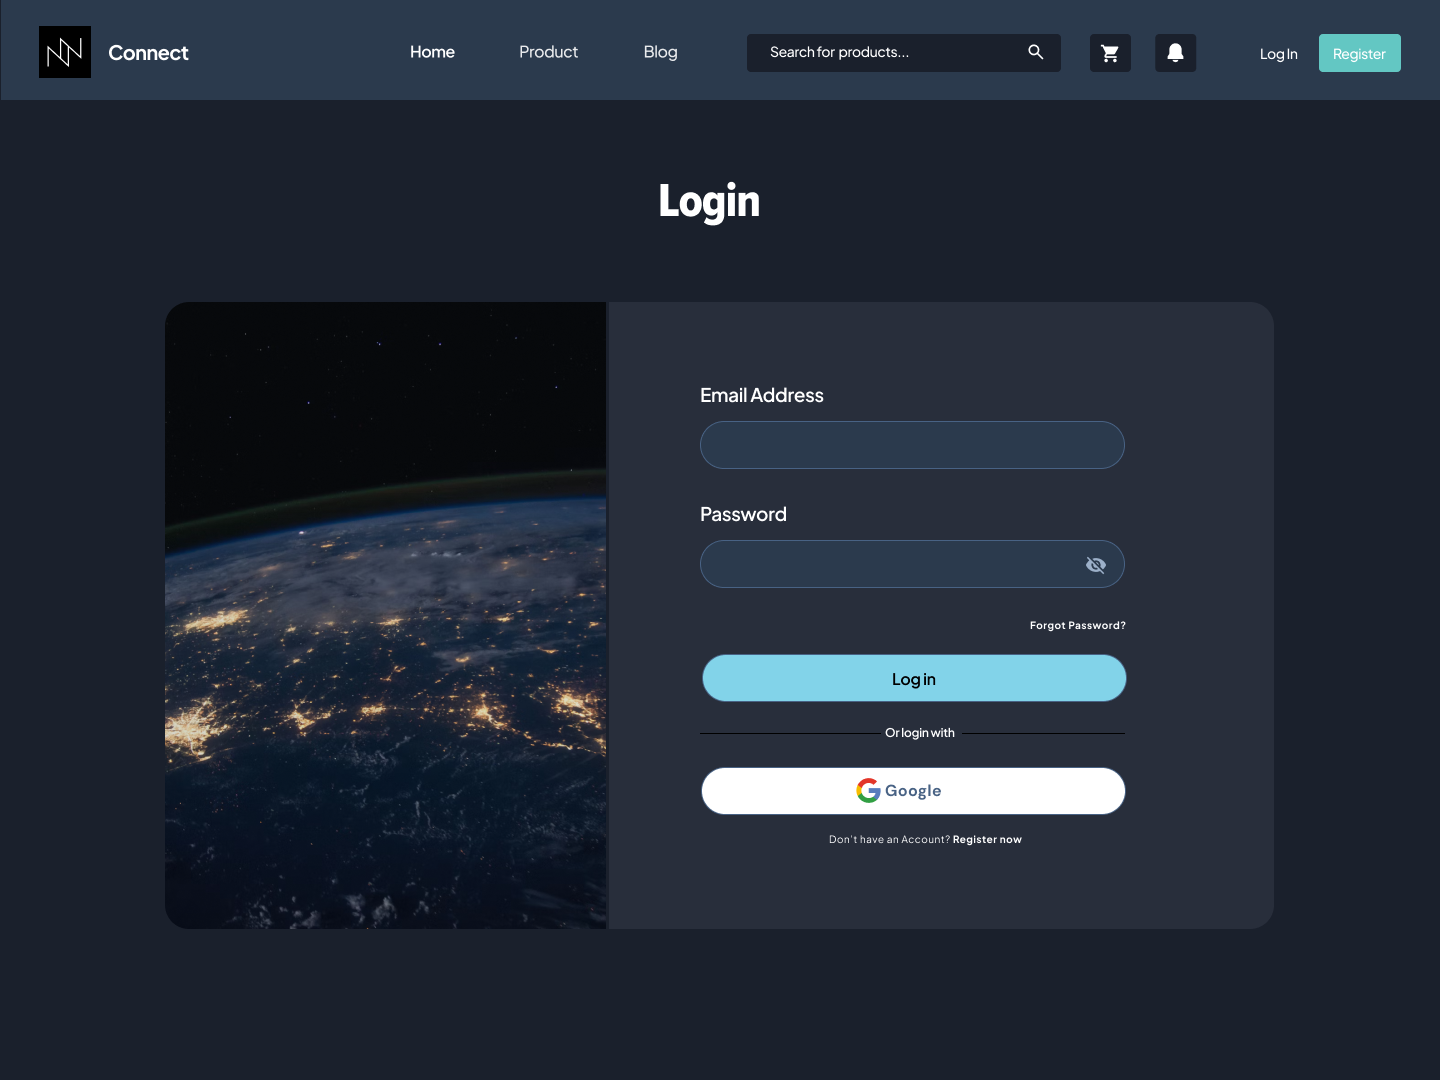 Connect
Home
Product
Blog
Search for products...
Log In
Register
Login
Email Address
Password
Forgot Password?
Log in
Or login with
Google
Don't have an Account? Register now